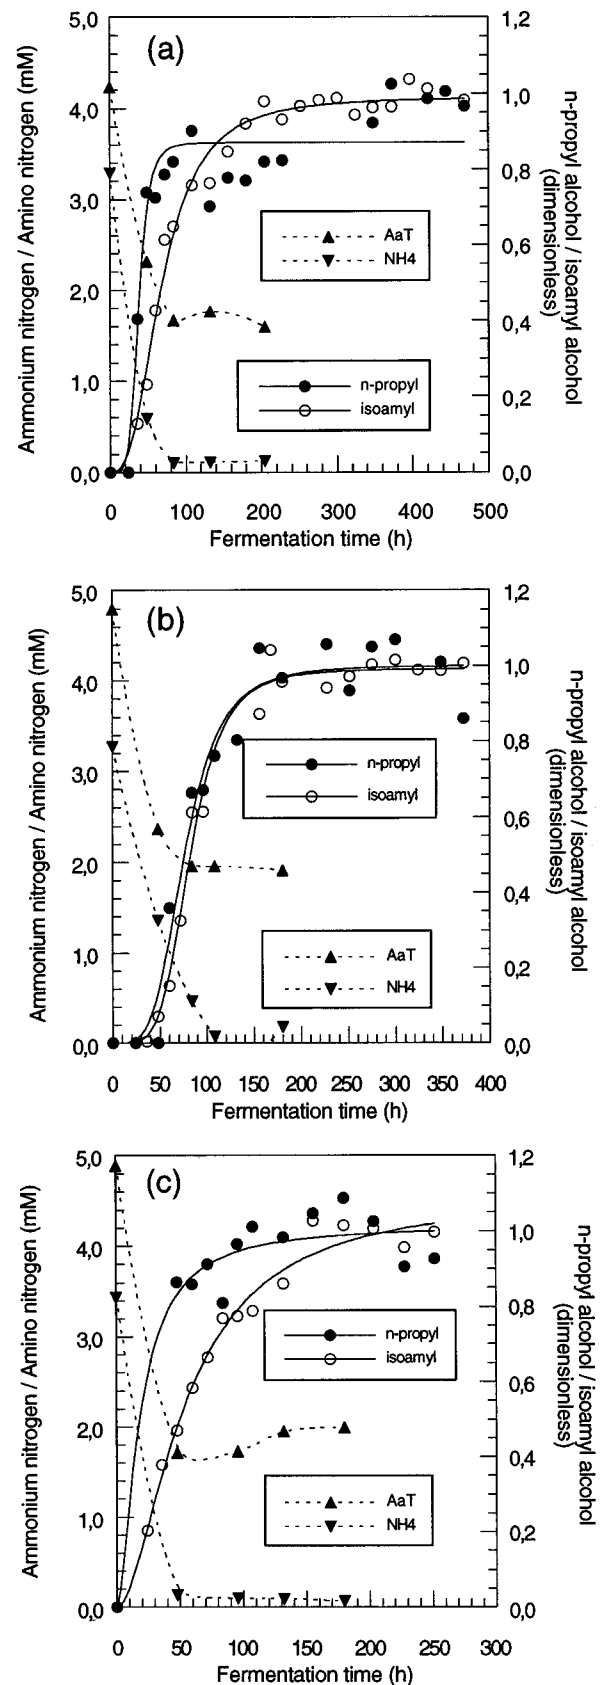 (a)
5,0
4,0
3,0
2,0
1,0
0,0
Ammonium nitrogen / Amino nitrogen (mM)
AaT
NH4
n-propyl
isoamyl
1,2
1,0
0,8
0,6
0,4
0,2
0,0
n-propyl alcohol / isoamyl alcohol
(dimensionless)
0 100 200 300 400 500
Fermentation time (h)
(b)
5,0
4,0
3,0
2,0
1,0
0,0
Ammonium nitrogen / Amino nitrogen (mM)
n-propyl
isoamyl
AaT
NH4
1,2
1,0
0,8
0,6
0,4
0,2
0,0
n-propyl alcohol / isoamyl alcohol
(dimensionless)
0 50 100 150 200 250 300 350 400
Fermentation time (h)
(c)
5,0
4,0
3,0
2,0
1,0
0,0
Ammonium nitrogen / Amino nitrogen (mM)
n-propyl
isoamyl
AaT
NH4
1,2
1,0
0,8
0,6
0,4
0,2
0,0
n-propyl alcohol / isoamyl alcohol
(dimensionless)
0 50 100 150 200 250 300
Fermentation time (h)